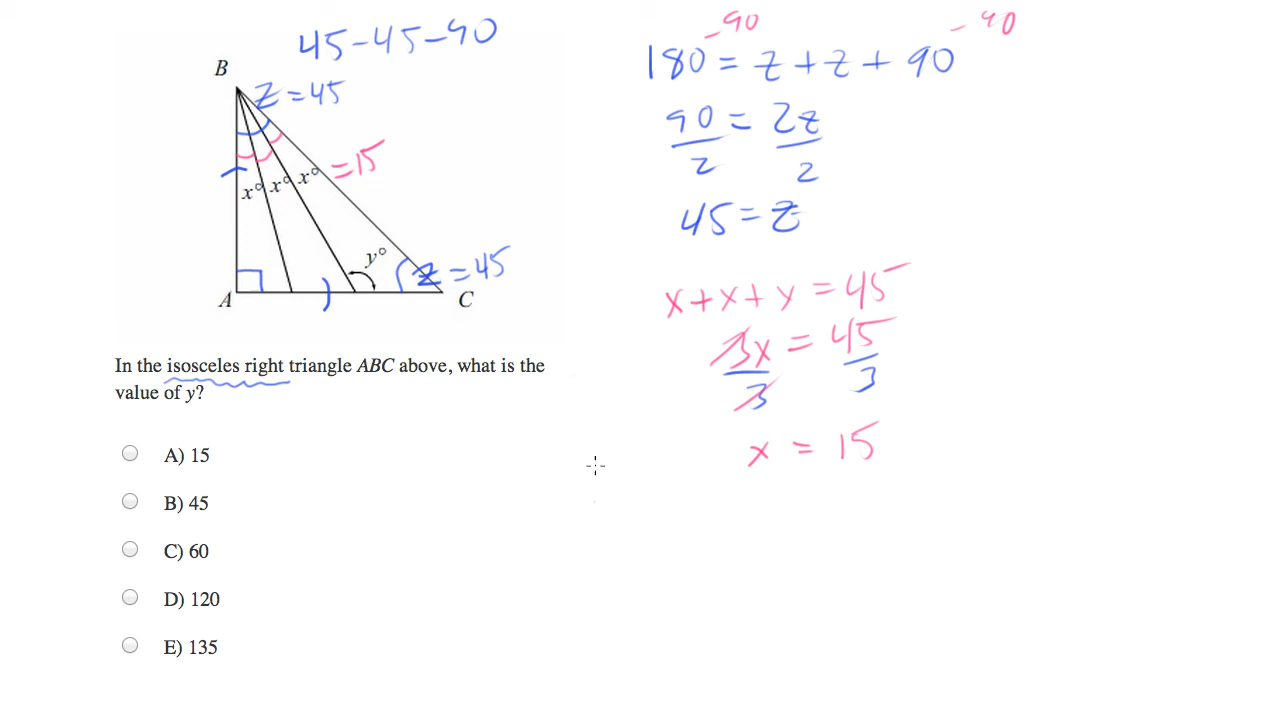 45-45-90
B
z=45
=15
x° x° x°
y°
z=45
A
C
In the isosceles right triangle ABC above, what is the
value of y?
A) 15
B) 45
C) 60
D) 120
E) 135
-90 -90
180 = z + z + 90
90 = 2z
2 2
45 = z
x+x+y = 45
3x = 45
3 3
x = 15